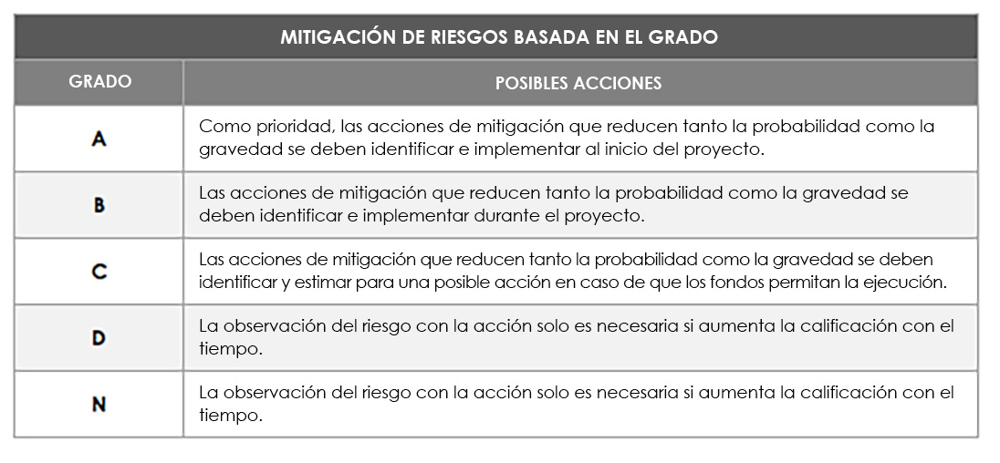 MITIGACIÓN DE RIESGOS BASADA EN EL GRADO
GRADO
POSIBLES ACCIONES
A
Como prioridad, las acciones de mitigación que reducen tanto la probabilidad como la
gravedad se deben identificar e implementar al inicio del proyecto.
B
Las acciones de mitigación que reducen tanto la probabilidad como la gravedad se
deben identificar e implementar durante el proyecto.
C
Las acciones de mitigación que reducen tanto la probabilidad como la gravedad se deben
identificar y estimar para una posible acción en caso de que los fondos permitan la ejecución.
D
La observación del riesgo con la acción solo es necesaria si aumenta la calificación con el
tiempo.
N
La observación del riesgo con la acción solo es necesaria si aumenta la calificación con el
tiempo.